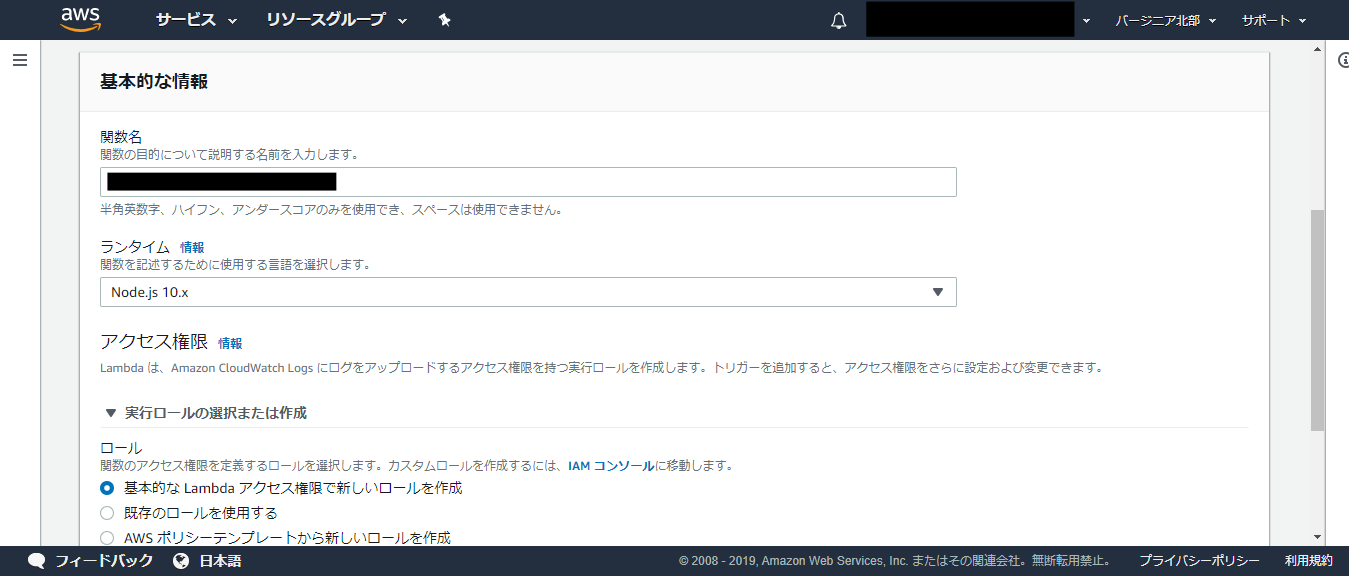 aws サービス リソースグループ バージニア北部 サポート
基本的な情報
関数名
関数の目的について説明する名前を入力します。
半角英数字、ハイフン、アンダースコアのみを使用でき、スペースは使用できません。
ランタイム 情報
関数を記述するために使用する言語を選択します。
Node.js 10.x
アクセス権限 情報
Lambda は、Amazon CloudWatch Logs にログをアップロードするアクセス権限を持つ実行ロールを作成します。トリガーを追加すると、アクセス権限をさらに設定および変更できます。
実行ロールの選択または作成
ロール
関数のアクセス権限を定義するロールを選択します。カスタムロールを作成するには、IAM コンソールに移動します。
基本的な Lambda アクセス権限で新しいロールを作成
既存のロールを使用する
AWS ポリシーテンプレートから新しいロールを作成
フィードバック 日本語 © 2008 - 2019, Amazon Web Services, Inc. またはその関連会社。無断転用禁止。 プライバシーポリシー 利用規約